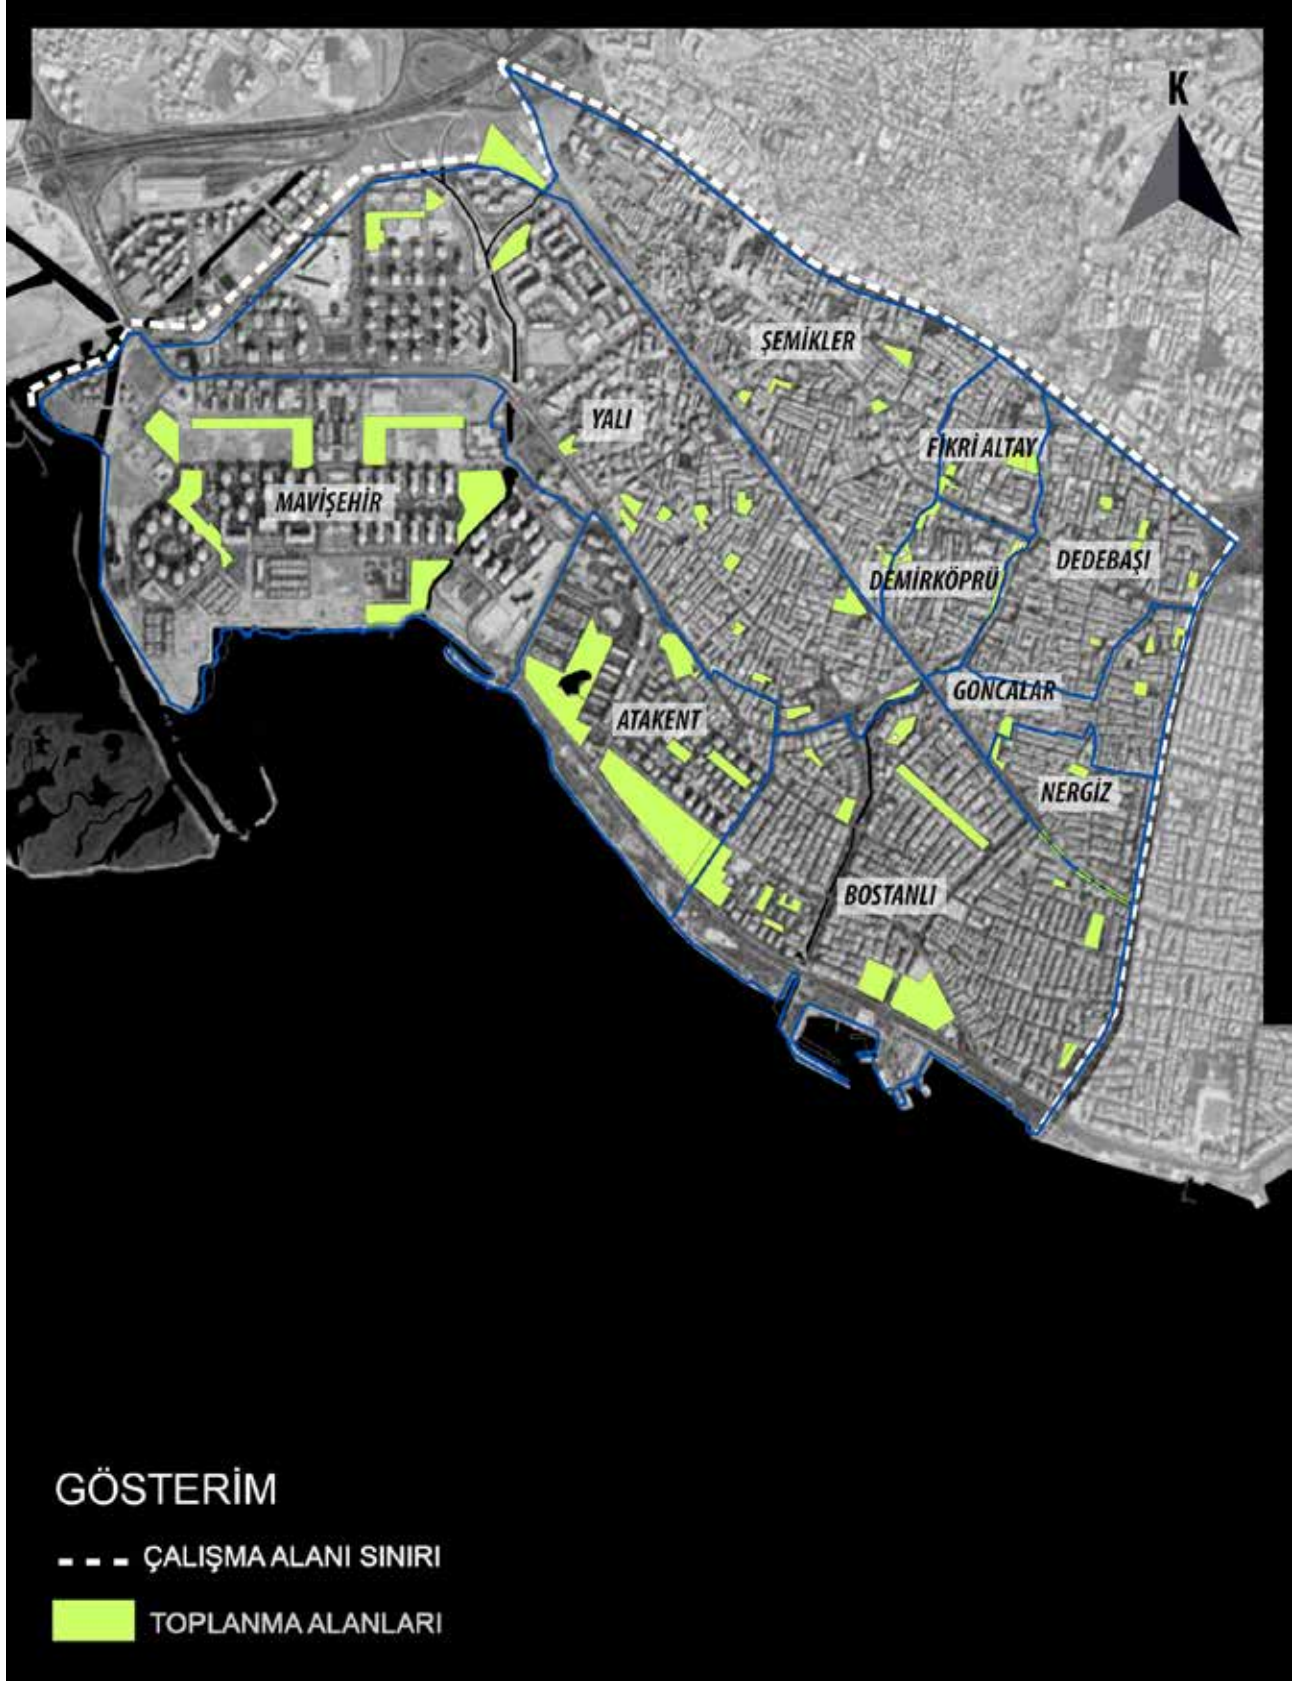 K
ŞEMİKLER
YALI
FİKRİ ALTAY
MAVİŞEHİR
DEDEBAŞI
DEMİRKÖPRÜ
GONCALAR
ATAKENT
NERGİZ
BOSTANLI
GÖSTERİM
ÇALIŞMA ALANI SINIRI
TOPLANMA ALANLARI